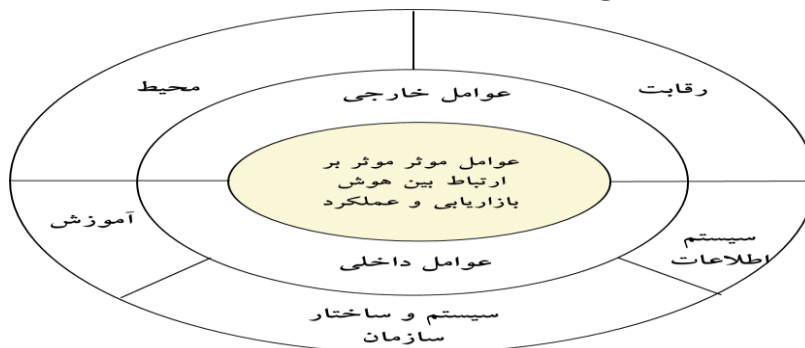 رقابت
محیط
عوامل خارجی
عوامل موثر موثر بر
ارتباط بین هوش
بازاریابی و عملکرد
آموزش
سیستم
اطلاعات
عوامل داخلی
سیستم و ساختار
سازمان